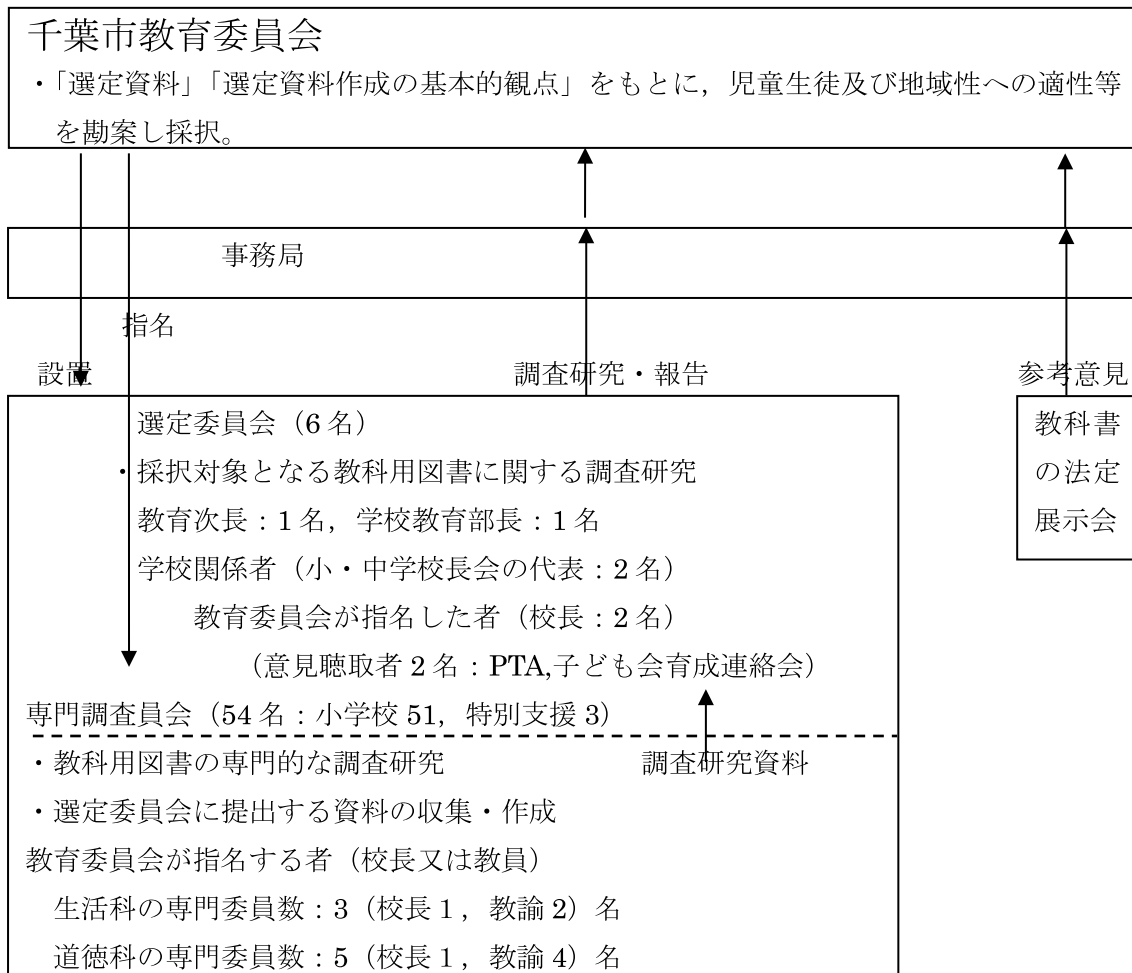 千葉市教育委員会
・「選定資料」「選定資料作成の基本的観点」をもとに，児童生徒及び地域性への適性等
を勘案し採択。
事務局
指名
設置
調査研究・報告
参考意見
選定委員会（6 名）
・採択対象となる教科用図書に関する調査研究
教育次長：1 名，学校教育部長：1 名
学校関係者（小・中学校長会の代表：2 名）
教育委員会が指名した者（校長：2 名）
（意見聴取者 2 名：PTA,子ども会育成連絡会）
教科書
の法定
展示会
専門調査員会（54 名：小学校 51，特別支援 3）
・教科用図書の専門的な調査研究
調査研究資料
・選定委員会に提出する資料の収集・作成
教育委員会が指名する者（校長又は教員）
生活科の専門委員数：3（校長 1，教諭 2）名
道徳科の専門委員数：5（校長 1，教諭 4）名